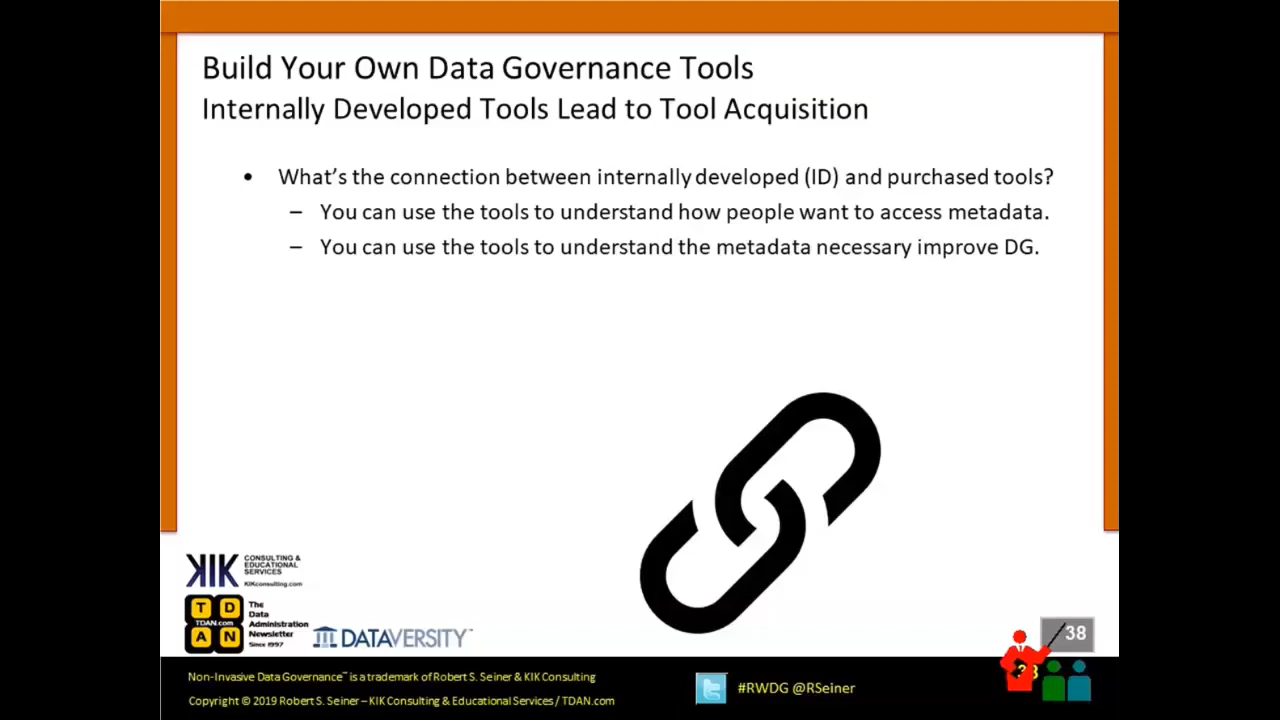 Build Your Own Data Governance Tools
Internally Developed Tools Lead to Tool Acquisition
• What's the connection between internally developed (ID) and purchased tools?
– You can use the tools to understand how people want to access metadata.
– You can use the tools to understand the metadata necessary improve DG.
KIK CONSULTING &
EDUCATIONAL
SERVICES
KIKconsulting.com
T D
TDAN.com
A N
The
Data
Administration
Newsletter
Since 1997
DATAVERSITY™
38
38
Non-Invasive Data Governance™ is a trademark of Robert S. Seiner & KIK Consulting
Copyright © 2019 Robert S. Seiner – KIK Consulting & Educational Services / TDAN.com
#RWDG @RSeiner